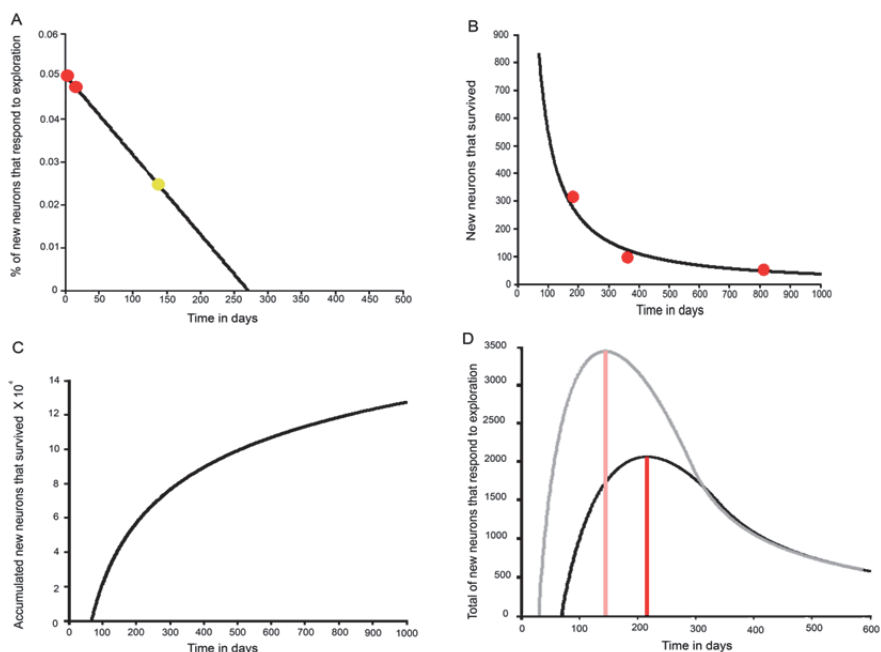 A
% of new neurons that respond to exploration
0.06
0.05
0.04
0.03
0.02
0.01
0
0 50 100 150 200 250 300 350 400 450 500
Time in days
B
New neurons that survived
900
800
700
600
500
400
300
200
100
0
0 100 200 300 400 500 600 700 800 900 1000
Time in days
C
Accumulated new neurons that survived X 10⁴
14
12
10
8
6
4
2
0
0 100 200 300 400 500 600 700 800 900 1000
Time in days
D
Total of new neurons that respond to exploration
3500
3000
2500
2000
1500
1000
500
0
0 100 200 300 400 500 600
Time in days